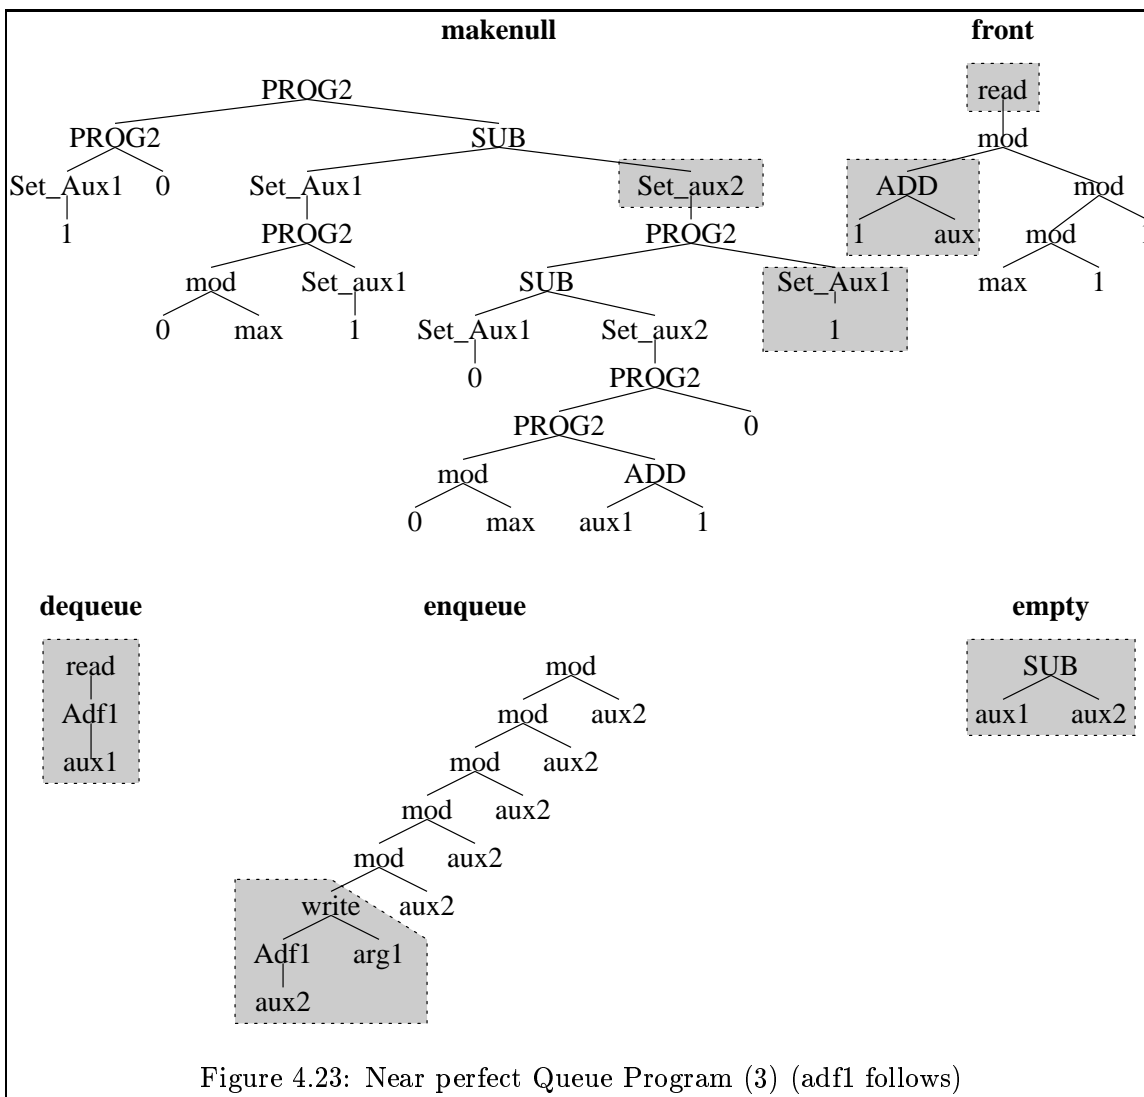 makenull front
PROG2 read
PROG2 SUB mod
Set_Aux1 0 Set_Aux1 Set_aux2 ADD mod
1 PROG2 PROG2 1 aux mod
mod Set_aux1 SUB Set_Aux1 max 1
0 max 1 Set_Aux1 Set_aux2 1
0 PROG2
PROG2 0
mod ADD
0 max aux1 1
dequeue enqueue empty
read mod SUB
Adf1 mod aux2 aux1 aux2
aux1 mod aux2
mod aux2
mod aux2
write aux2
Adf1 arg1
aux2
Figure 4.23: Near perfect Queue Program (3) (adf1 follows)